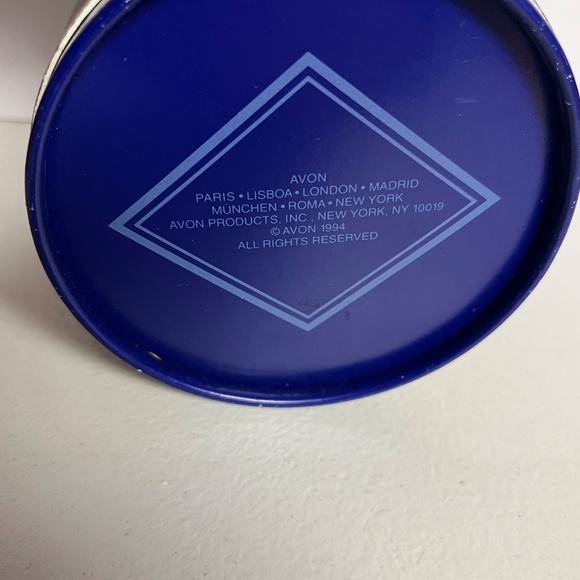 AVON
PARIS • LISBOA • LONDON • MADRID
MÜNCHEN • ROMA • NEW YORK
AVON PRODUCTS, INC., NEW YORK, NY 10019
© AVON 1994
ALL RIGHTS RESERVED